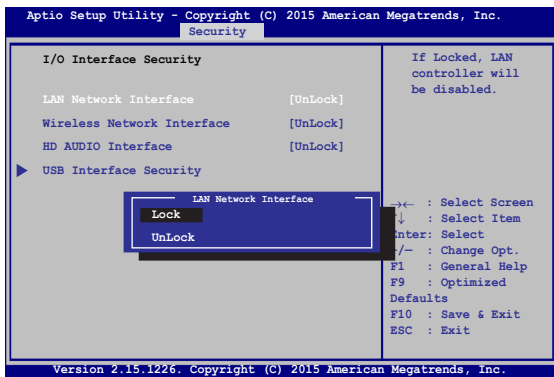 Aptio Setup Utility - Copyright (C) 2015 American Megatrends, Inc.
Security
I/O Interface Security
LAN Network Interface [UnLock]
Wireless Network Interface [UnLock]
HD AUDIO Interface [UnLock]
USB Interface Security
If Locked, LAN
controller will
be disabled.
LAN Network Interface
Lock
UnLock
→← : Select Screen
↓ : Select Item
Enter: Select
/— : Change Opt.
F1 : General Help
F9 : Optimized
Defaults
F10 : Save & Exit
ESC : Exit
Version 2.15.1226. Copyright (C) 2015 American Megatrends, Inc.